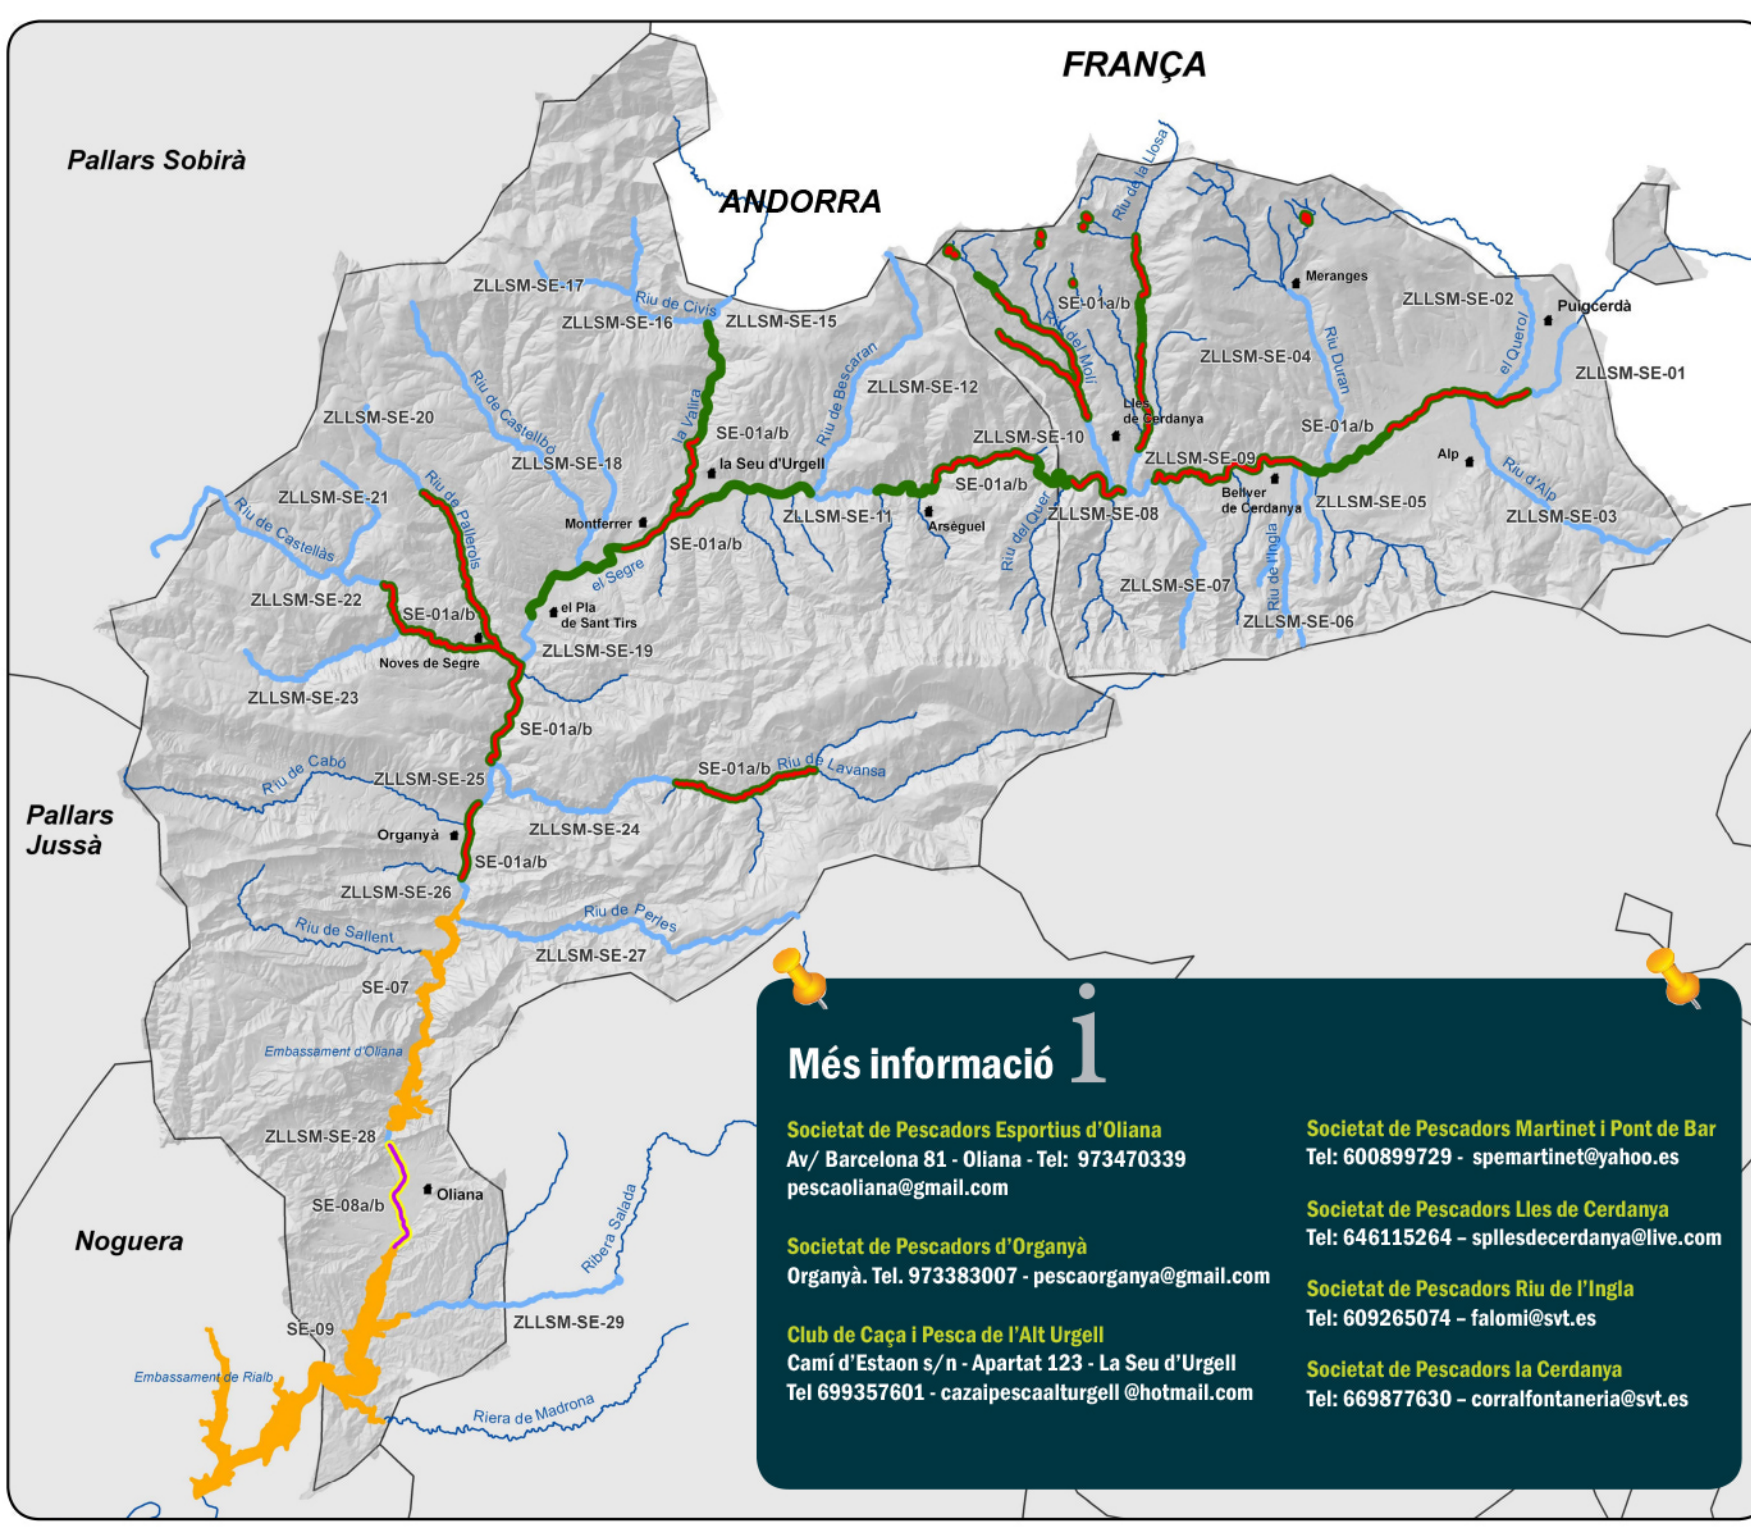 FRANÇA
Pallars Sobirà
ANDORRA
Riu de la Llosa
ZLLSM-SE-17
Riu de Civís
ZLLSM-SE-16
ZLLSM-SE-15
SE-01a/b
Riu del Molí
Meranges
ZLLSM-SE-02
Puigcerdà
el Querol
ZLLSM-SE-04
Riu Duran
ZLLSM-SE-01
Riu de Bescaran
ZLLSM-SE-12
Riu de Castellbó
la Valira
ZLLSM-SE-20
SE-01a/b
Lles
de Cerdanya
ZLLSM-SE-10
SE-01a/b
ZLLSM-SE-18
la Seu d'Urgell
ZLLSM-SE-09
Alp
Riu d'Alp
ZLLSM-SE-21
Riu de Pallerols
SE-01a/b
Bellver
de Cerdanya
ZLLSM-SE-05
Riu de Castellàs
Montferrer
ZLLSM-SE-11
Arsèguel
Riu del Quer
ZLLSM-SE-08
ZLLSM-SE-03
SE-01a/b
el Segre
Riu de l'Ingla
ZLLSM-SE-07
ZLLSM-SE-22
SE-01a/b
el Pla
de Sant Tirs
ZLLSM-SE-06
Noves de Segre
ZLLSM-SE-19
ZLLSM-SE-23
SE-01a/b
Riu de Cabó
ZLLSM-SE-25
SE-01a/b
Riu de Lavansa
Pallars
Jussà
Organyà
ZLLSM-SE-24
SE-01a/b
ZLLSM-SE-26
Riu de Sallent
Riu de Perles
ZLLSM-SE-27
SE-07
Embassament d'Oliana
ZLLSM-SE-28
SE-08a/b
Oliana
Noguera
Ribera Salada
SE-09
ZLLSM-SE-29
Embassament de Rialb
Riera de Madrona
Més informació i
Societat de Pescadors Esportius d'Oliana
Av/ Barcelona 81 - Oliana - Tel: 973470339
pescaoliana@gmail.com
Societat de Pescadors d'Organyà
Organyà. Tel. 973383007 - pescaorganya@gmail.com
Club de Caça i Pesca de l'Alt Urgell
Camí d'Estaon s/n - Apartat 123 - La Seu d'Urgell
Tel 699357601 - cazaipescaalturgell @hotmail.com
Societat de Pescadors Martinet i Pont de Bar
Tel: 600899729 - spemartinet@yahoo.es
Societat de Pescadors Lles de Cerdanya
Tel: 646115264 – spllesdecerdanya@live.com
Societat de Pescadors Riu de l'Ingla
Tel: 609265074 – falomi@svt.es
Societat de Pescadors la Cerdanya
Tel: 669877630 – corralfontaneria@svt.es